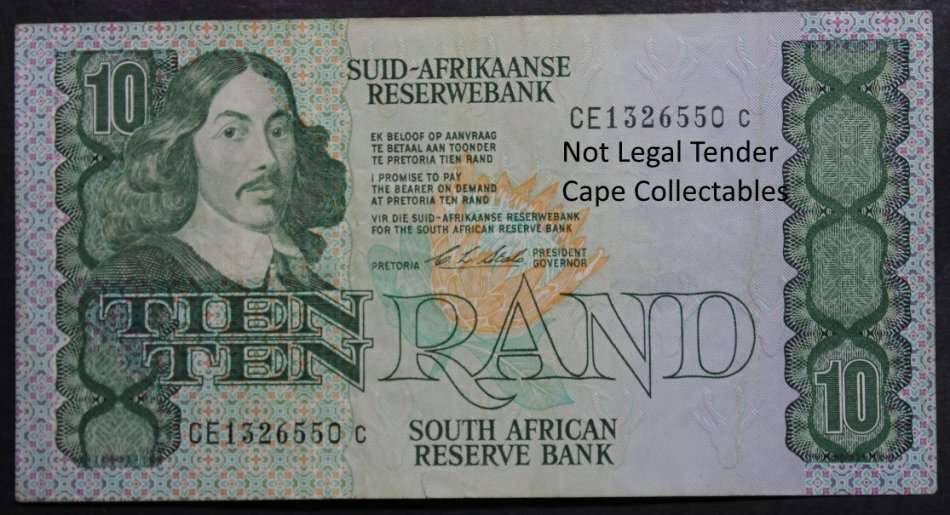 10
SUID-AFRIKAANSE
RESERWEBANK
CE1326550 C
EK BELOOF OP AANVRAAG
TE BETAAL AAN TOONDER
TE PRETORIA TIEN RAND
I PROMISE TO PAY
THE BEARER ON DEMAND
AT PRETORIA TEN RAND
VIR DIE SUID-AFRIKAANSE RESERWEBANK
FOR THE SOUTH AFRICAN RESERVE BANK
PRETORIA
PRESIDENT
GOVERNOR
Not Legal Tender
Cape Collectables
TIEN
TEN
RAND
CE1326550 C
SOUTH AFRICAN
RESERVE BANK
10